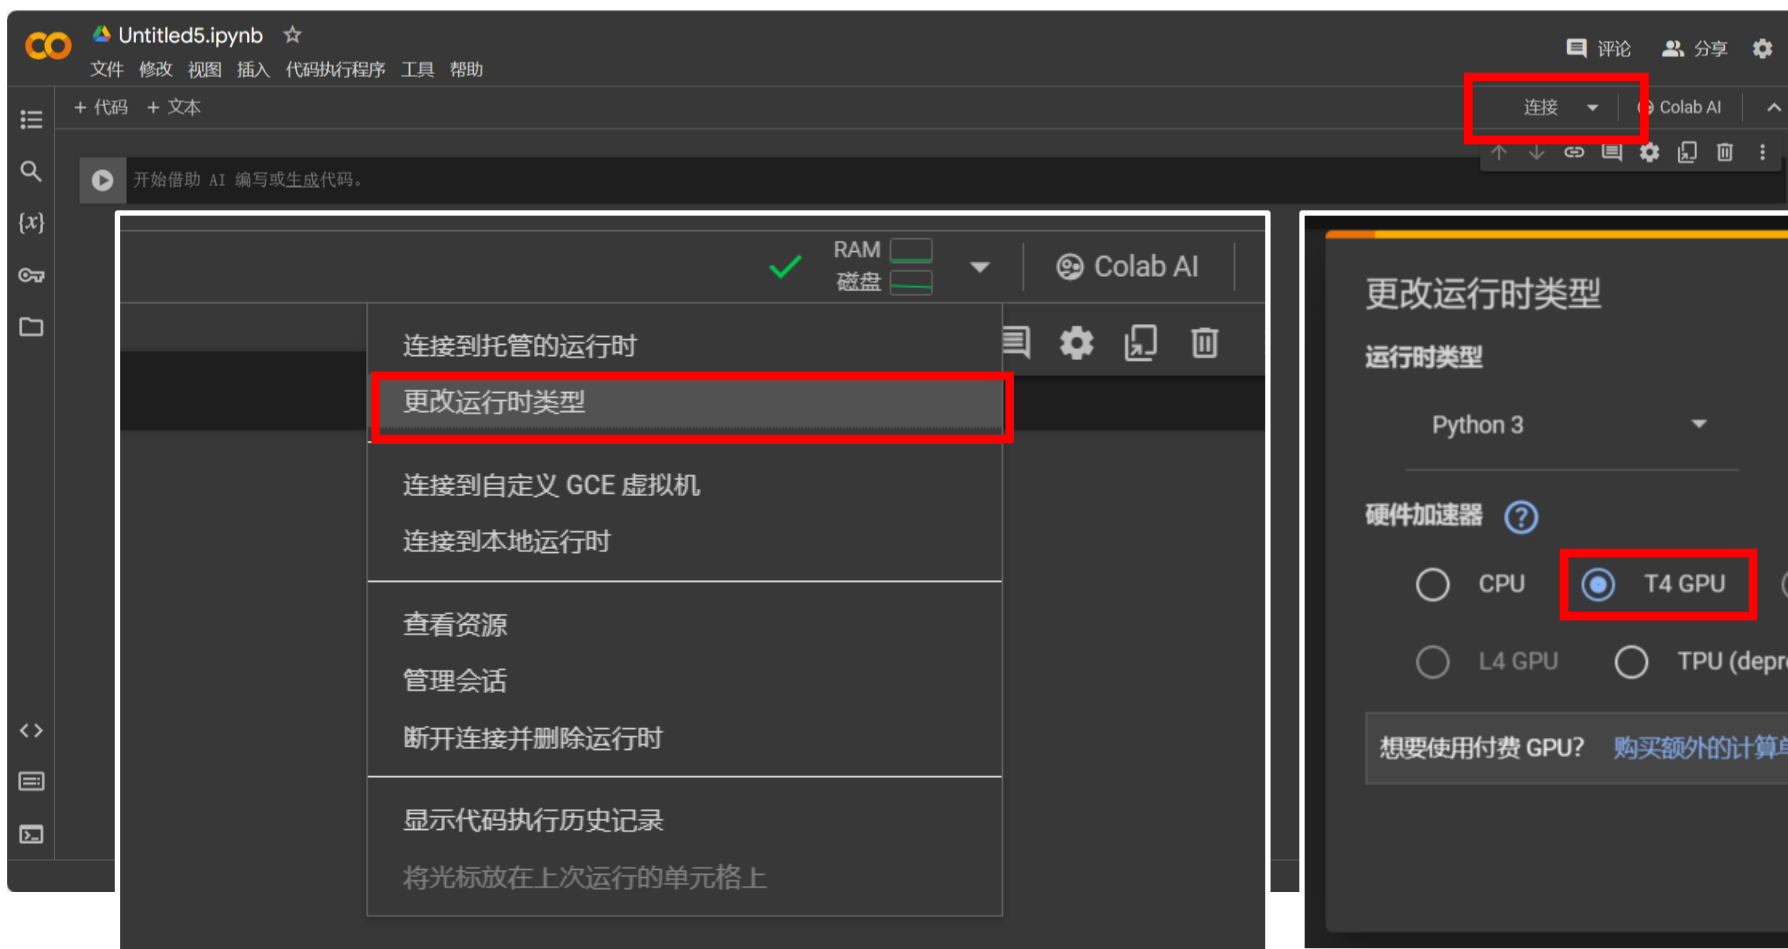 Untitled5.ipynb
文件 修改 视图 插入 代码执行程序 工具 帮助
评论 分享
+ 代码 + 文本
连接
Colab AI
开始借助 AI 编写或生成代码。
{x}
RAM
磁盘
Colab AI
连接到托管的运行时
更改运行时类型
连接到自定义 GCE 虚拟机
连接到本地运行时
查看资源
管理会话
断开连接并删除运行时
显示代码执行历史记录
将光标放在上次运行的单元格上
更改运行时类型
运行时类型
Python 3
硬件加速器 ?
CPU T4 GPU
L4 GPU TPU (depre
想要使用付费 GPU? 购买额外的计算单